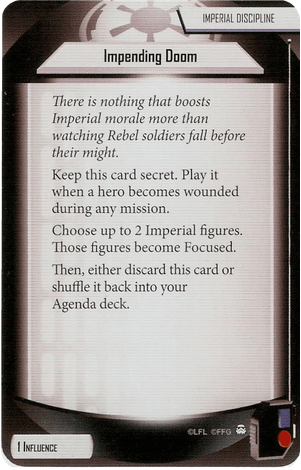 IMPERIAL DISCIPLINE
Impending Doom
There is nothing that boosts
Imperial morale more than
watching Rebel soldiers fall before
their might.
Keep this card secret. Play it
when a hero becomes wounded
during any mission.
Choose up to 2 Imperial figures.
Those figures become Focused.
Then, either discard this card or
shuffle it back into your
Agenda deck.
©LFL ©FFG
1 INFLUENCE